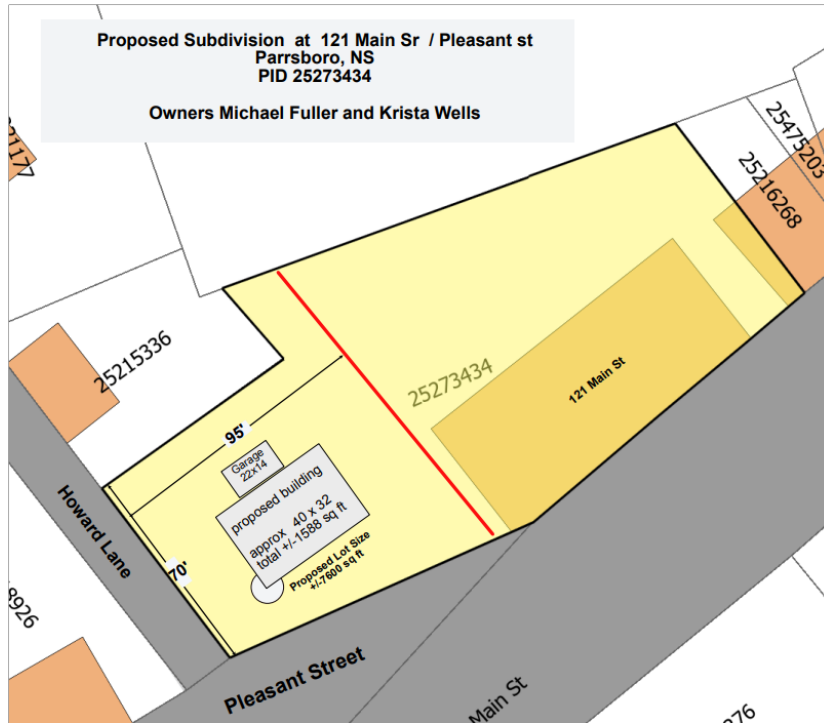 Proposed Subdivision at 121 Main Sr / Pleasant st
Parrsboro, NS
PID 25273434
Owners Michael Fuller and Krista Wells
25475203
25216268
25215336
25273434
121 Main St
95'
Garage
22x14
proposed building
approx 40 x 32
total +/-1588 sq ft
Proposed Lot Size
+/-7600 sq ft
Howard Lane
70'
8926
Pleasant Street
Main St